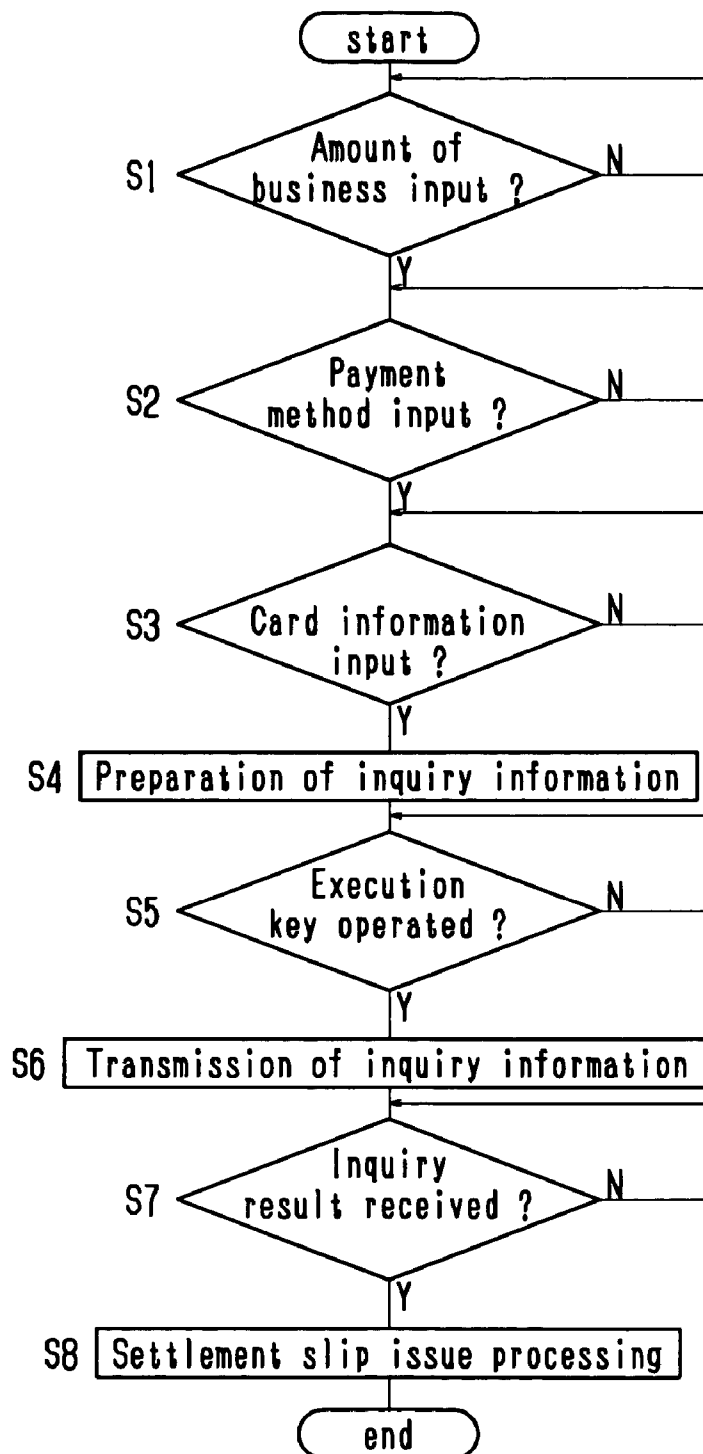 start
S1
Amount of
business input ?
N
Y
S2
Payment
method input ?
N
Y
S3
Card information
input ?
N
Y
S4
Preparation of inquiry information
S5
Execution
key operated ?
N
Y
S6
Transmission of inquiry information
S7
Inquiry
result received ?
N
Y
S8
Settlement slip issue processing
end